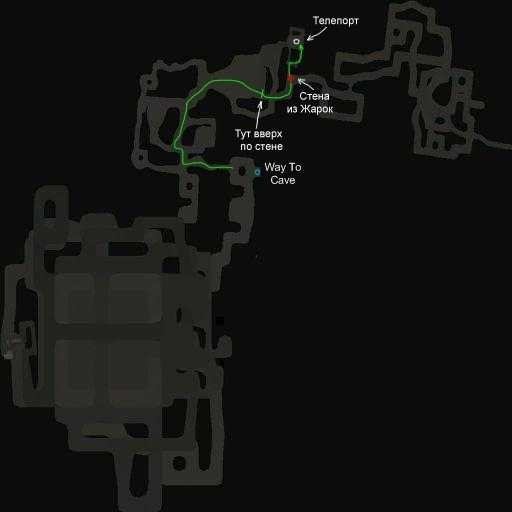 Телепорт
Стена
из Жарок
Тут вверх
по стене
Way To
Cave